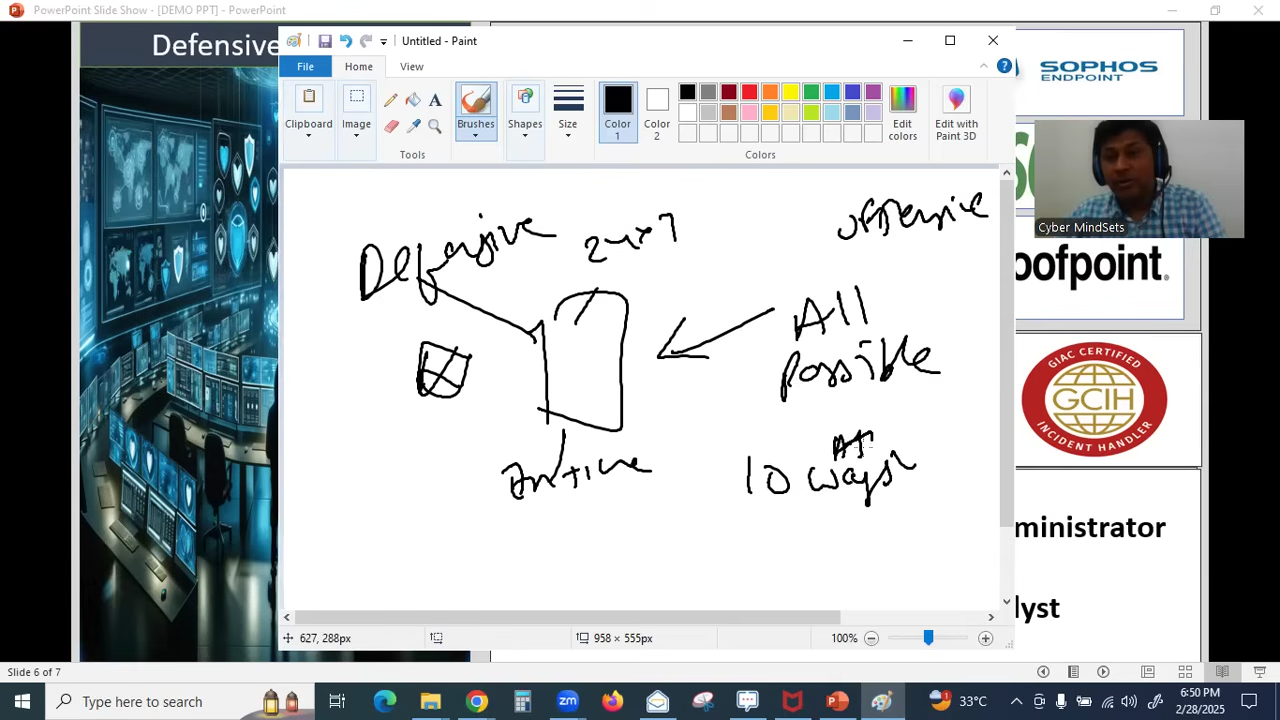 PowerPoint Slide Show - [DEMO PPT] - PowerPoint
Defensive
Untitled - Paint
File
Home
View
Clipboard
Image
Tools
Brushes
Shapes
Size
Color 1
Color 2
Edit colors
Edit with Paint 3D
Colors
SOPHOS
ENDPOINT
Cyber MindSets
oofpoint
GIAC CERTIFIED
GCIH
INCIDENT HANDLER
ministrator
lyst
Defensive
24x7
offensive
All
Possible
10 ways
627, 288px
958 × 555px
100%
Slide 6 of 7
Type here to search
33°C
6:50 PM
2/28/2025